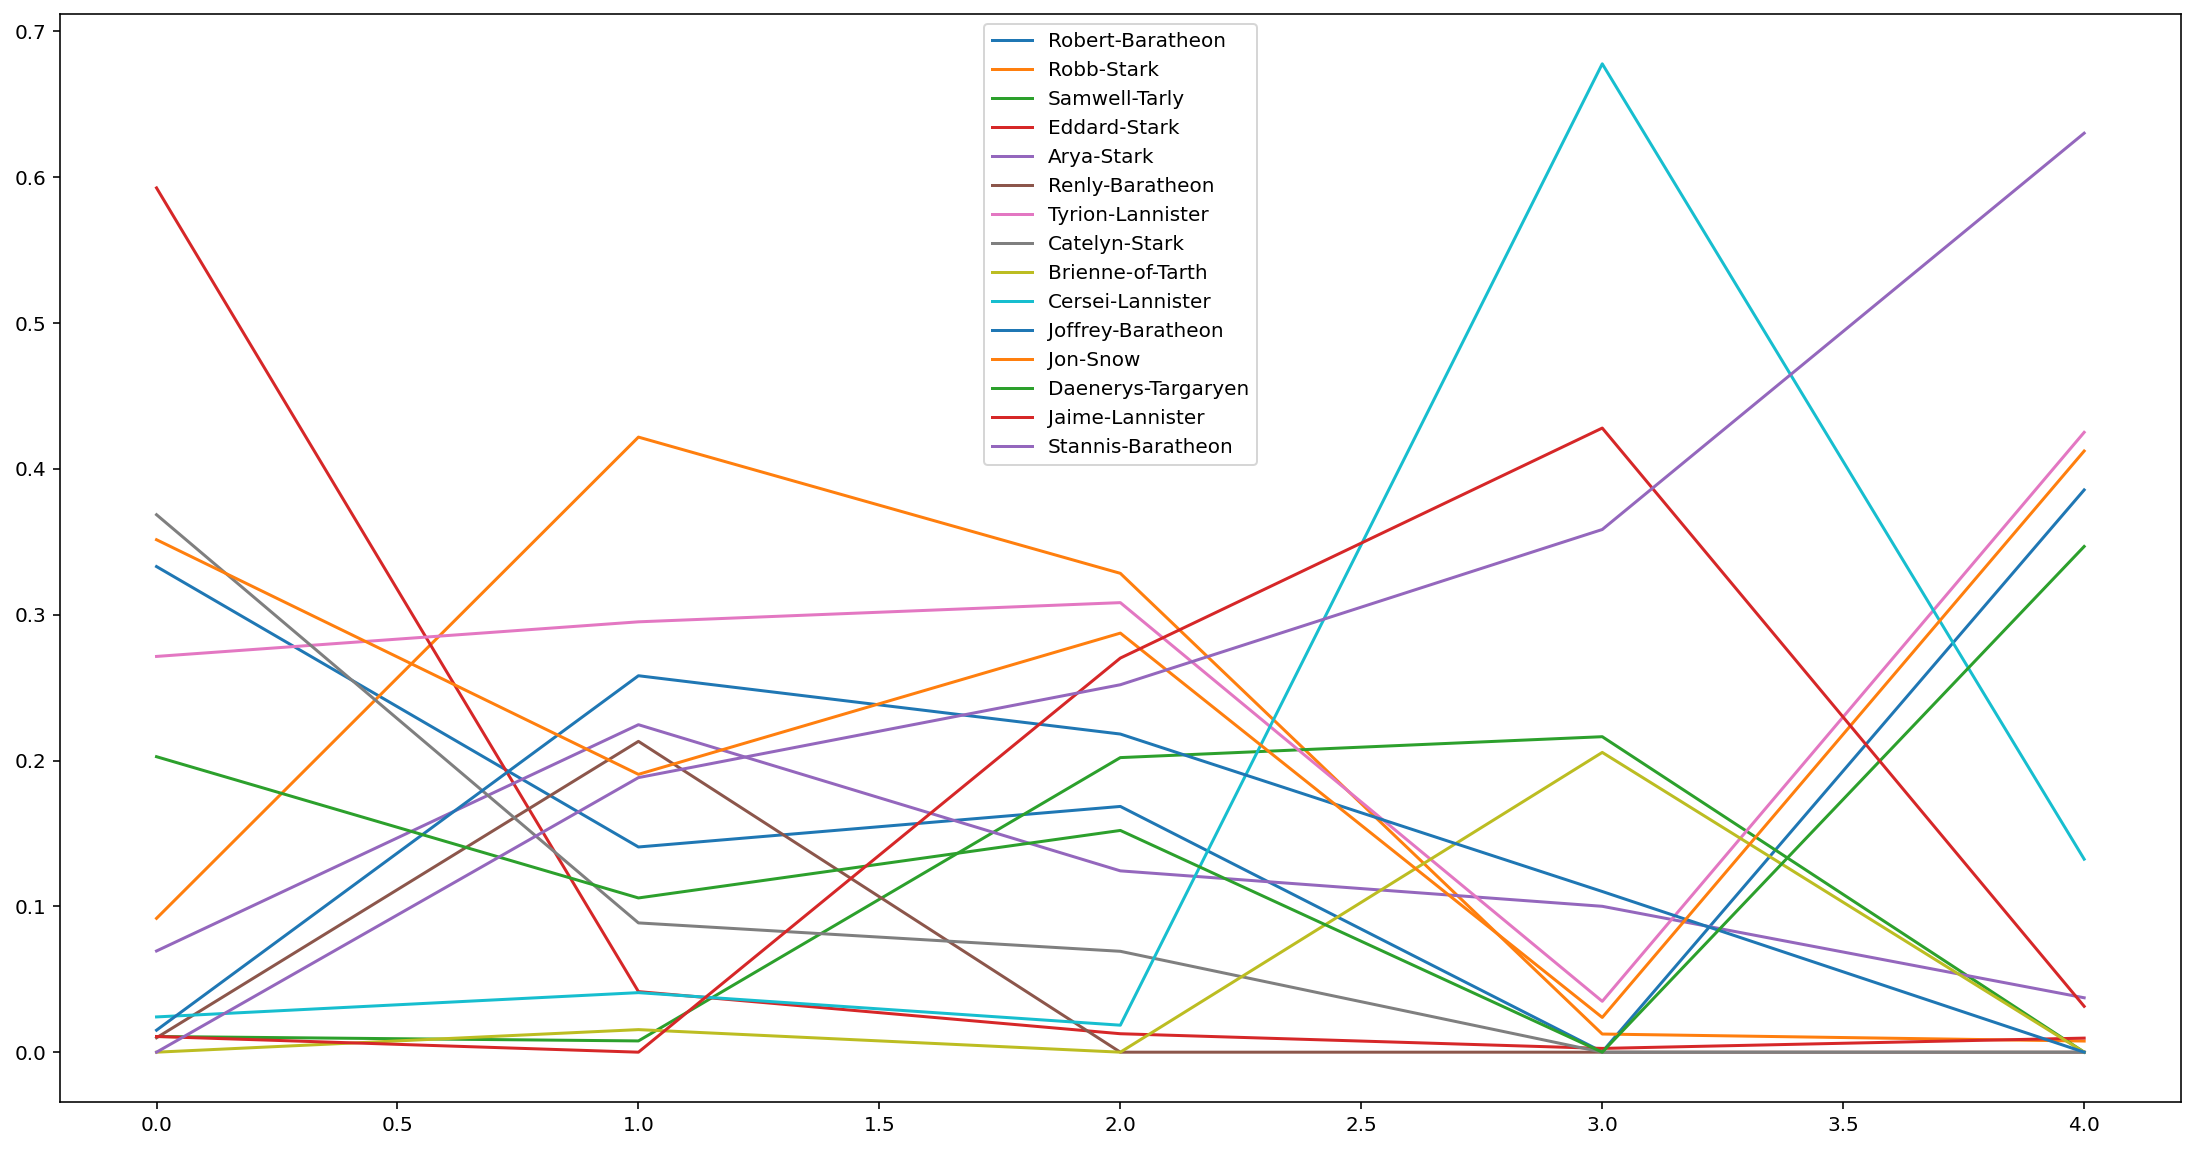 0.7
0.6
0.5
0.4
0.3
0.2
0.1
0.0
Robert-Baratheon
Robb-Stark
Samwell-Tarly
Eddard-Stark
Arya-Stark
Renly-Baratheon
Tyrion-Lannister
Catelyn-Stark
Brienne-of-Tarth
Cersei-Lannister
Joffrey-Baratheon
Jon-Snow
Daenerys-Targaryen
Jaime-Lannister
Stannis-Baratheon
0.0 0.5 1.0 1.5 2.0 2.5 3.0 3.5 4.0